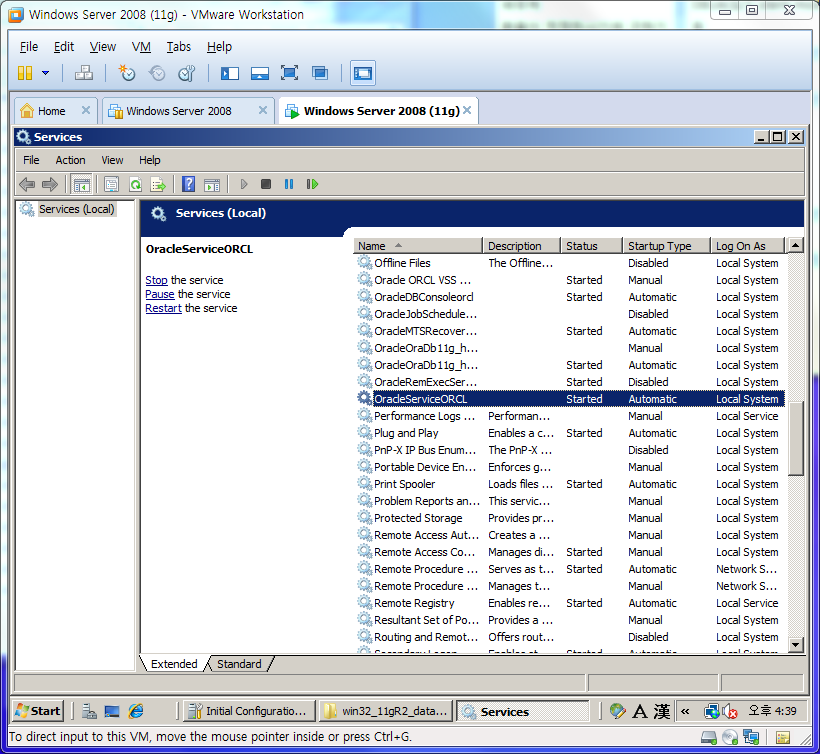 Windows Server 2008 (11g) - VMware Workstation
File Edit View VM Tabs Help
Home Windows Server 2008 Windows Server 2008 (11g)
Services
File Action View Help
Services (Local)
Services (Local)
OracleServiceORCL
Stop the service
Pause the service
Restart the service
Name Description Status Startup Type Log On As
Offline Files The Offline... Disabled Local System
Oracle ORCL VSS ... Started Manual Local System
OracleDBConsoleorcl Started Automatic Local System
OracleJobSchedule... Disabled Local System
OracleMTSRecover... Started Automatic Local System
OracleOraDb11g_h... Manual Local System
OracleOraDb11g_h... Started Automatic Local System
OracleRemExecSer... Started Disabled Local System
OracleServiceORCL Started Automatic Local System
Performance Logs ... Performan... Manual Local Service
Plug and Play Enables a c... Started Automatic Local System
PnP-X IP Bus Enum... The PnP-X ... Disabled Local System
Portable Device En... Enforces g... Manual Local System
Print Spooler Loads files ... Started Automatic Local System
Problem Reports an... This servic... Manual Local System
Protected Storage Provides pr... Manual Local System
Remote Access Aut... Creates a ... Manual Local System
Remote Access Co... Manages di... Started Manual Local System
Remote Procedure ... Serves as t... Started Automatic Network S...
Remote Procedure ... Manages t... Manual Network S...
Remote Registry Enables re... Started Automatic Local Service
Resultant Set of Po... Provides a ... Manual Local System
Routing and Remot... Offers rout... Disabled Local System
Secondary Logon Enables st... Started Automatic Local System
Extended Standard
Start Initial Configuratio... win32_11gR2_data... Services A 漢 « 오후 4:39
To direct input to this VM, move the mouse pointer inside or press Ctrl+G.